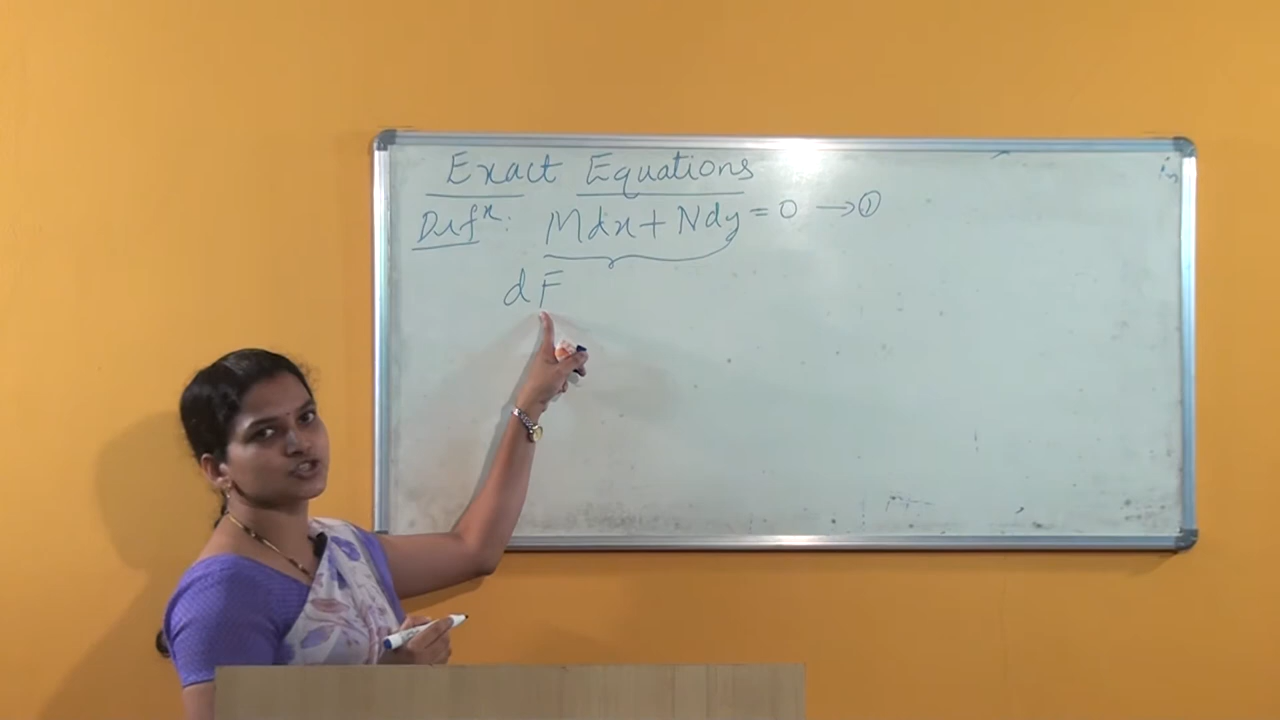 Exact Equations
Defⁿ: Mdx + Ndy = 0 → ①
dF